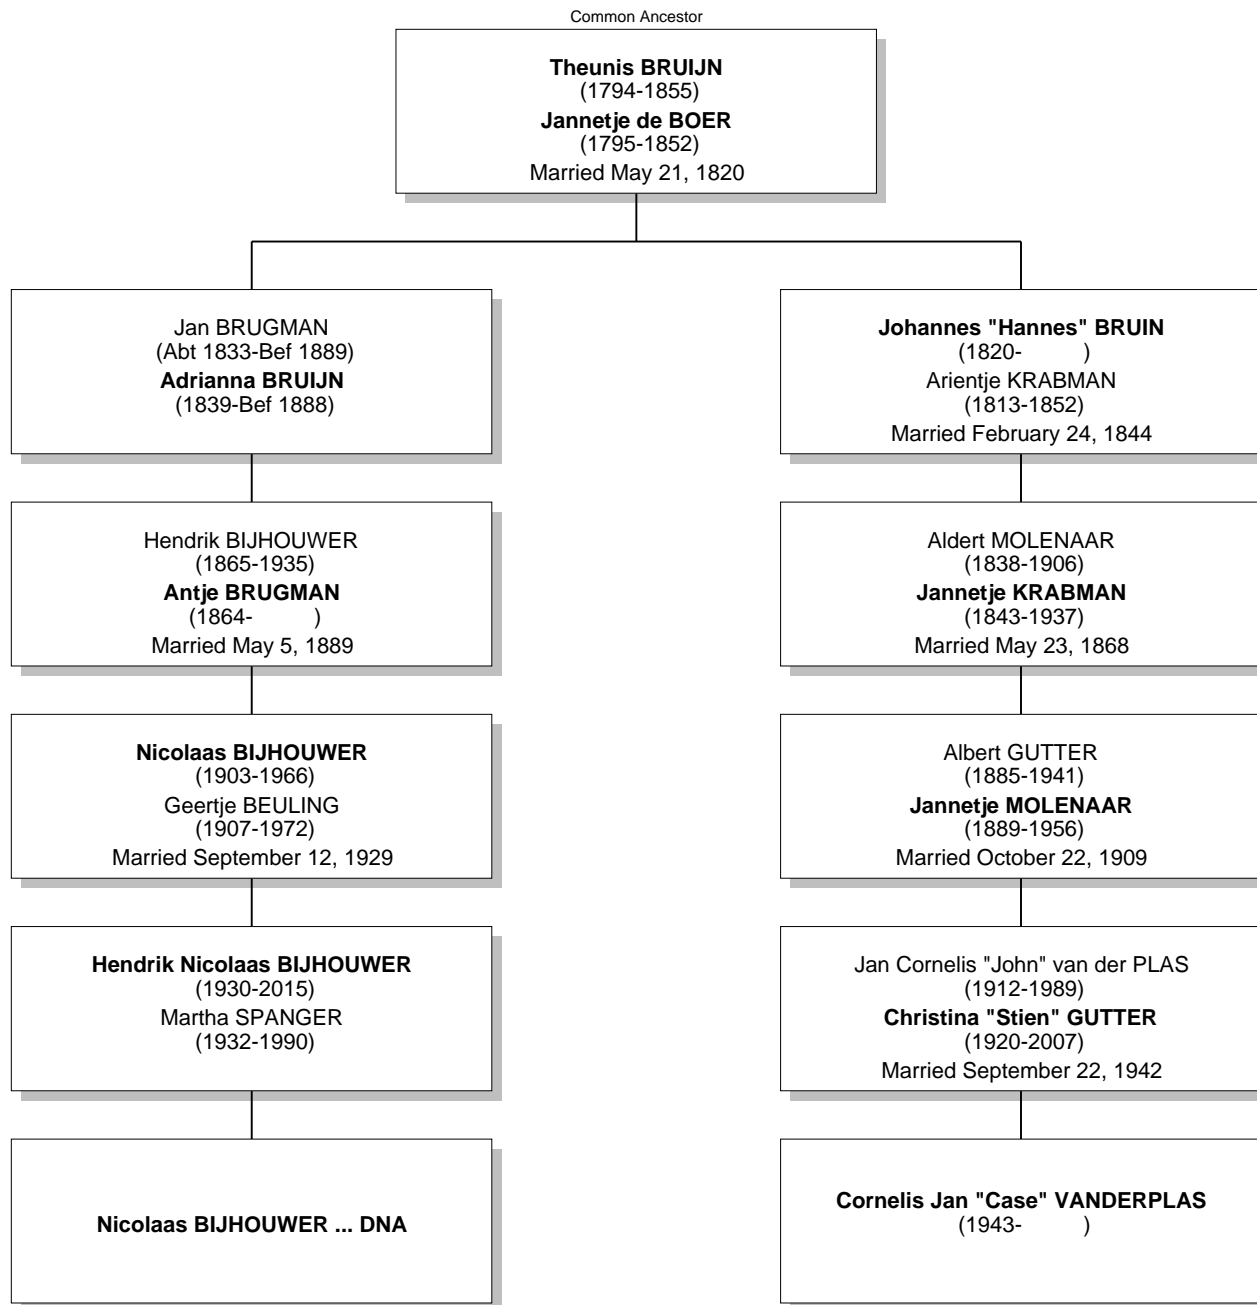 Common Ancestor
Theunis BRUIJN
(1794-1855)
Jannetje de BOER
(1795-1852)
Married May 21, 1820
Jan BRUGMAN
(Abt 1833-Bef 1889)
Adrianna BRUIJN
(1839-Bef 1888)
Johannes "Hannes" BRUIN
(1820- )
Arientje KRABMAN
(1813-1852)
Married February 24, 1844
Hendrik BIJHOUWER
(1865-1935)
Antje BRUGMAN
(1864- )
Married May 5, 1889
Aldert MOLENAAR
(1838-1906)
Jannetje KRABMAN
(1843-1937)
Married May 23, 1868
Nicolaas BIJHOUWER
(1903-1966)
Geertje BEULING
(1907-1972)
Married September 12, 1929
Albert GUTTER
(1885-1941)
Jannetje MOLENAAR
(1889-1956)
Married October 22, 1909
Hendrik Nicolaas BIJHOUWER
(1930-2015)
Martha SPANGER
(1932-1990)
Jan Cornelis "John" van der PLAS
(1912-1989)
Christina "Stien" GUTTER
(1920-2007)
Married September 22, 1942
Nicolaas BIJHOUWER ... DNA
Cornelis Jan "Case" VANDERPLAS
(1943- )